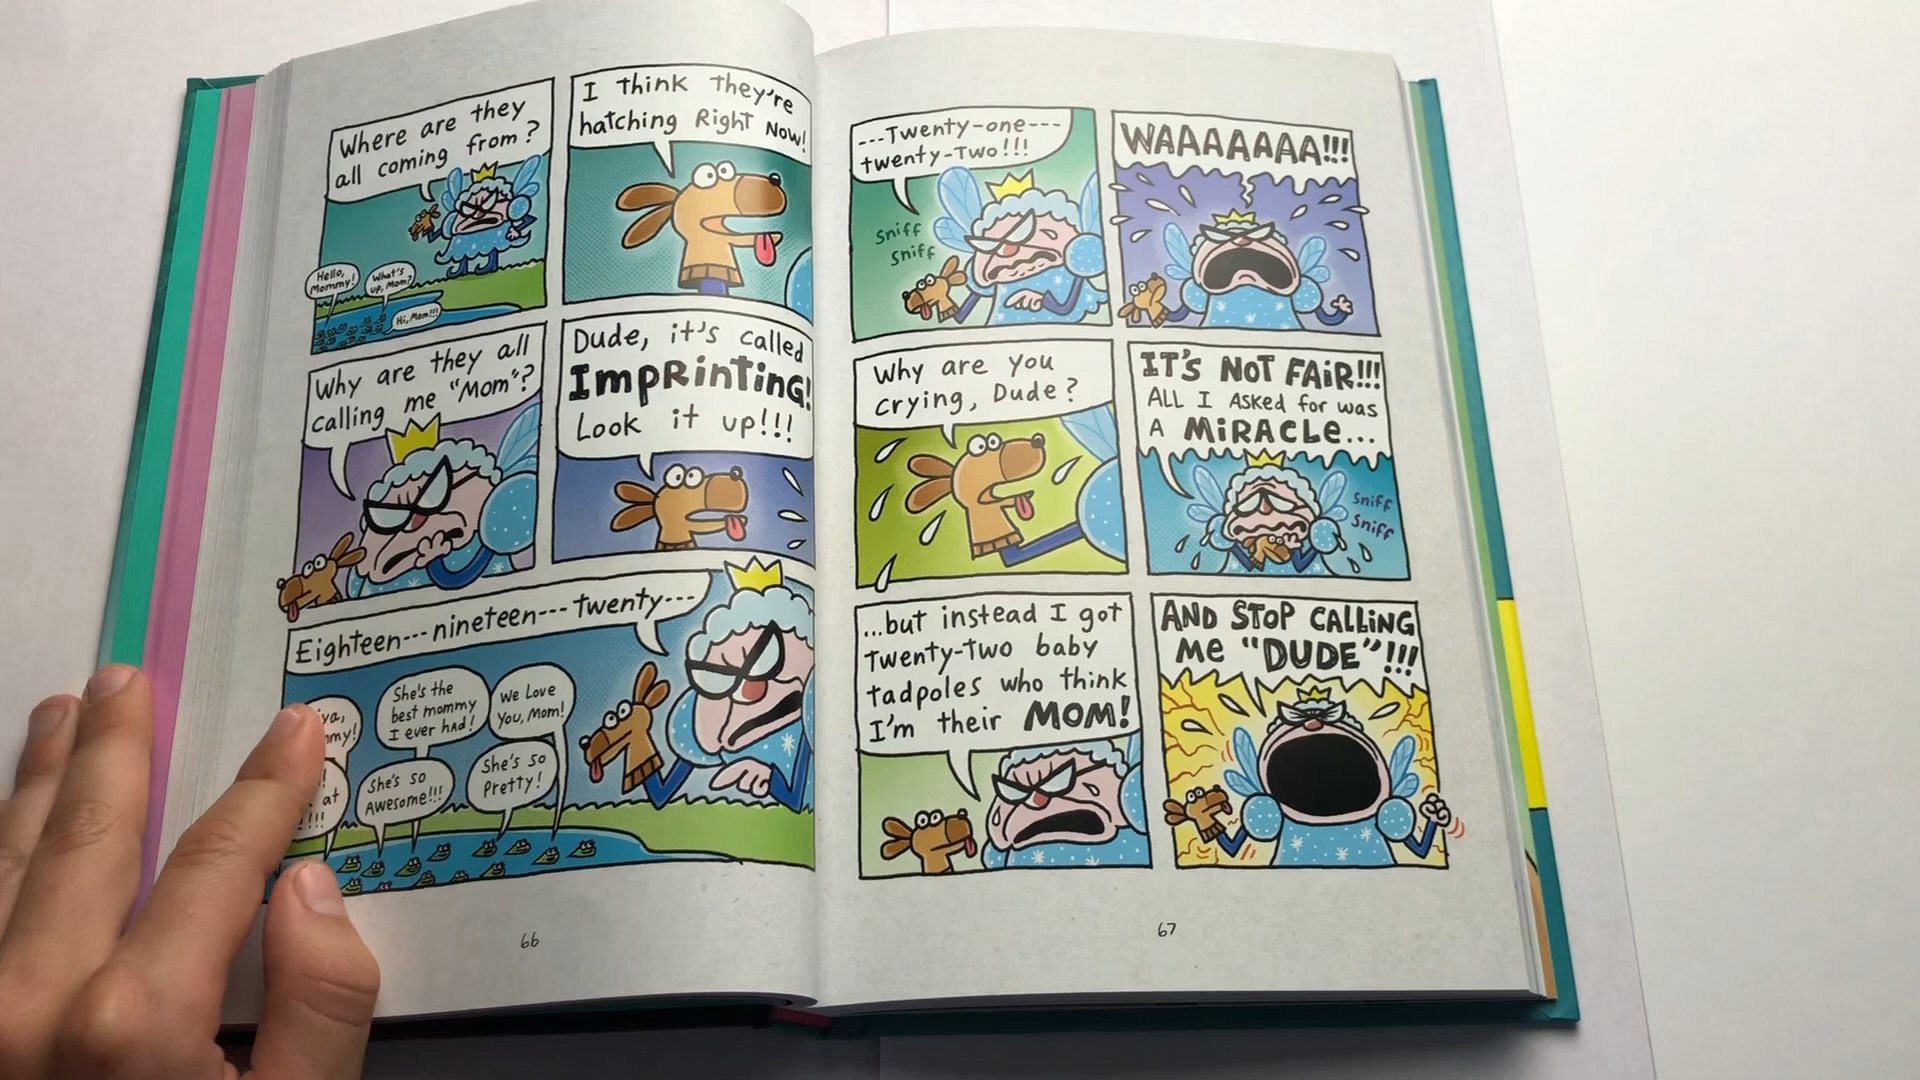 Where are they
all coming from?
Hello,
Mommy!
What's
up, Mom?
Hi, Mom!!!
I think they're
hatching Right Now!
Why are they all
calling me "Mom"?
Dude, it's called
ImpRinTinG!
Look it up!!!
Eighteen---nineteen---twenty---
She's the
best mommy
I ever had!
We Love
You, Mom!
She's so
Awesome!!!
She's so
Pretty!
at
!!!
66
---Twenty-one---
twenty-Two!!!
Sniff
Sniff
WAAAAAAA!!!
Why are you
crying, Dude?
IT'S NOT FAiR!!!
ALL I Asked for was
A MiRACLe...
Sniff
Sniff
...but instead I got
Twenty-Two baby
tadpoles who think
I'm their MOM!
AND STOP CALLiNG
Me "DUDE"!!!
67